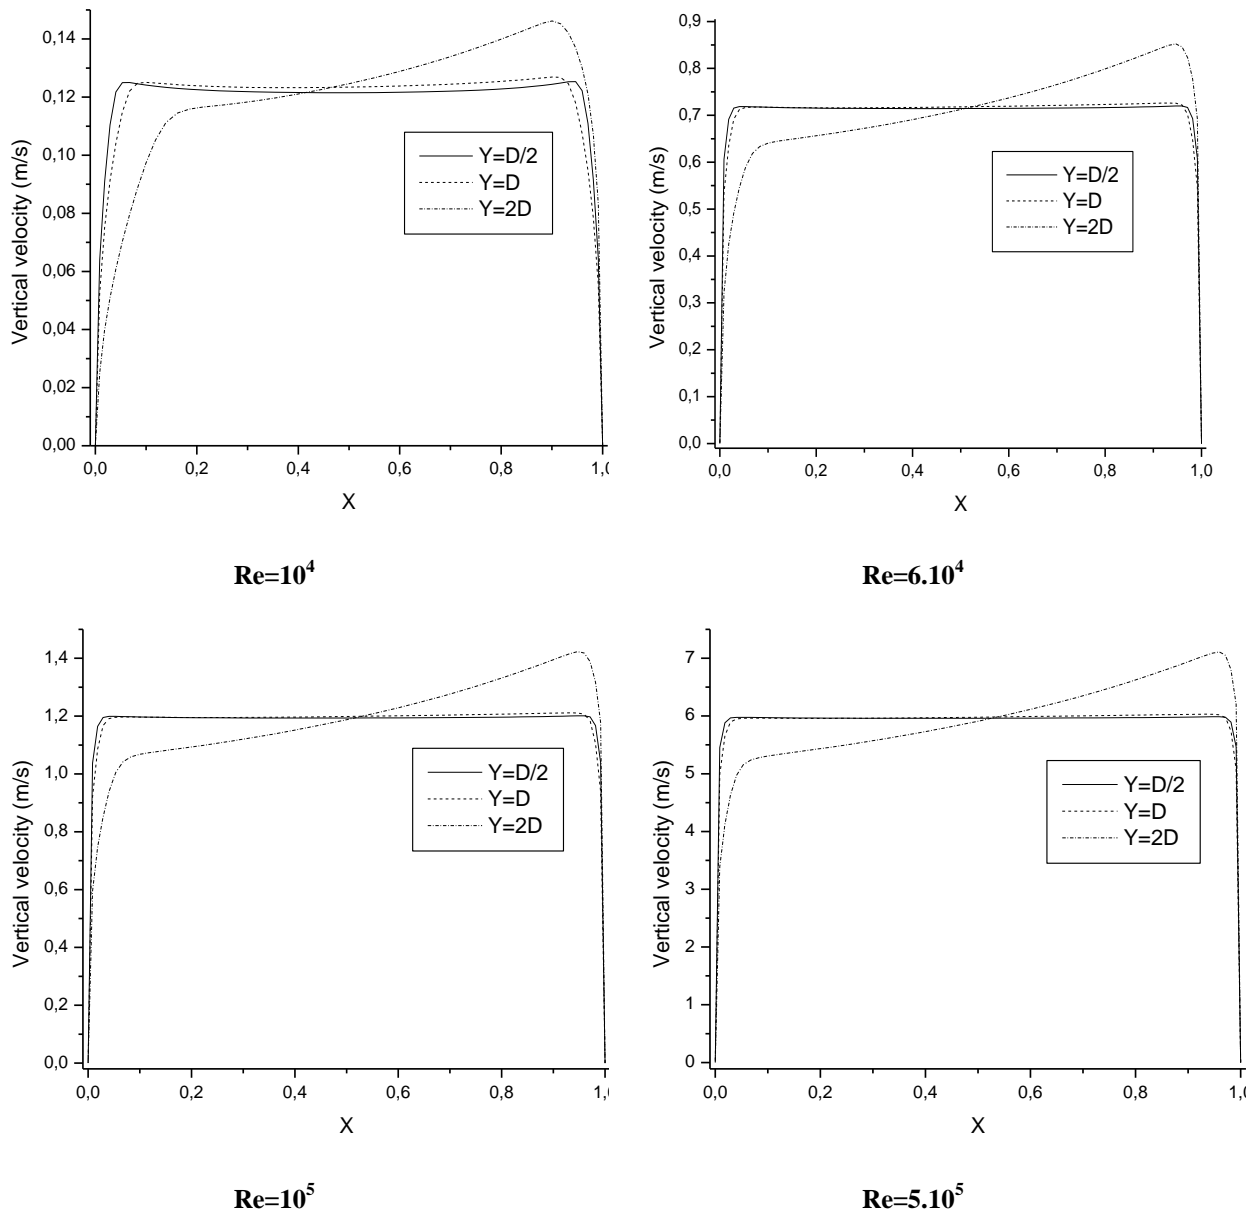 0,14
0,12
0,10
0,08
0,06
0,04
0,02
0,00
Vertical velocity (m/s)
Y=D/2
Y=D
Y=2D
0,0 0,2 0,4 0,6 0,8 1,0
X
Re=10⁴
0,9
0,8
0,7
0,6
0,5
0,4
0,3
0,2
0,1
0,0
Vertical velocity (m/s)
Y=D/2
Y=D
Y=2D
0,0 0,2 0,4 0,6 0,8 1,0
X
Re=6.10⁴
1,4
1,2
1,0
0,8
0,6
0,4
0,2
0,0
Vertical velocity (m/s)
Y=D/2
Y=D
Y=2D
0,0 0,2 0,4 0,6 0,8 1,0
X
Re=10⁵
7
6
5
4
3
2
1
0
Vertical velocity (m/s)
Y=D/2
Y=D
Y=2D
0,0 0,2 0,4 0,6 0,8 1,0
X
Re=5.10⁵